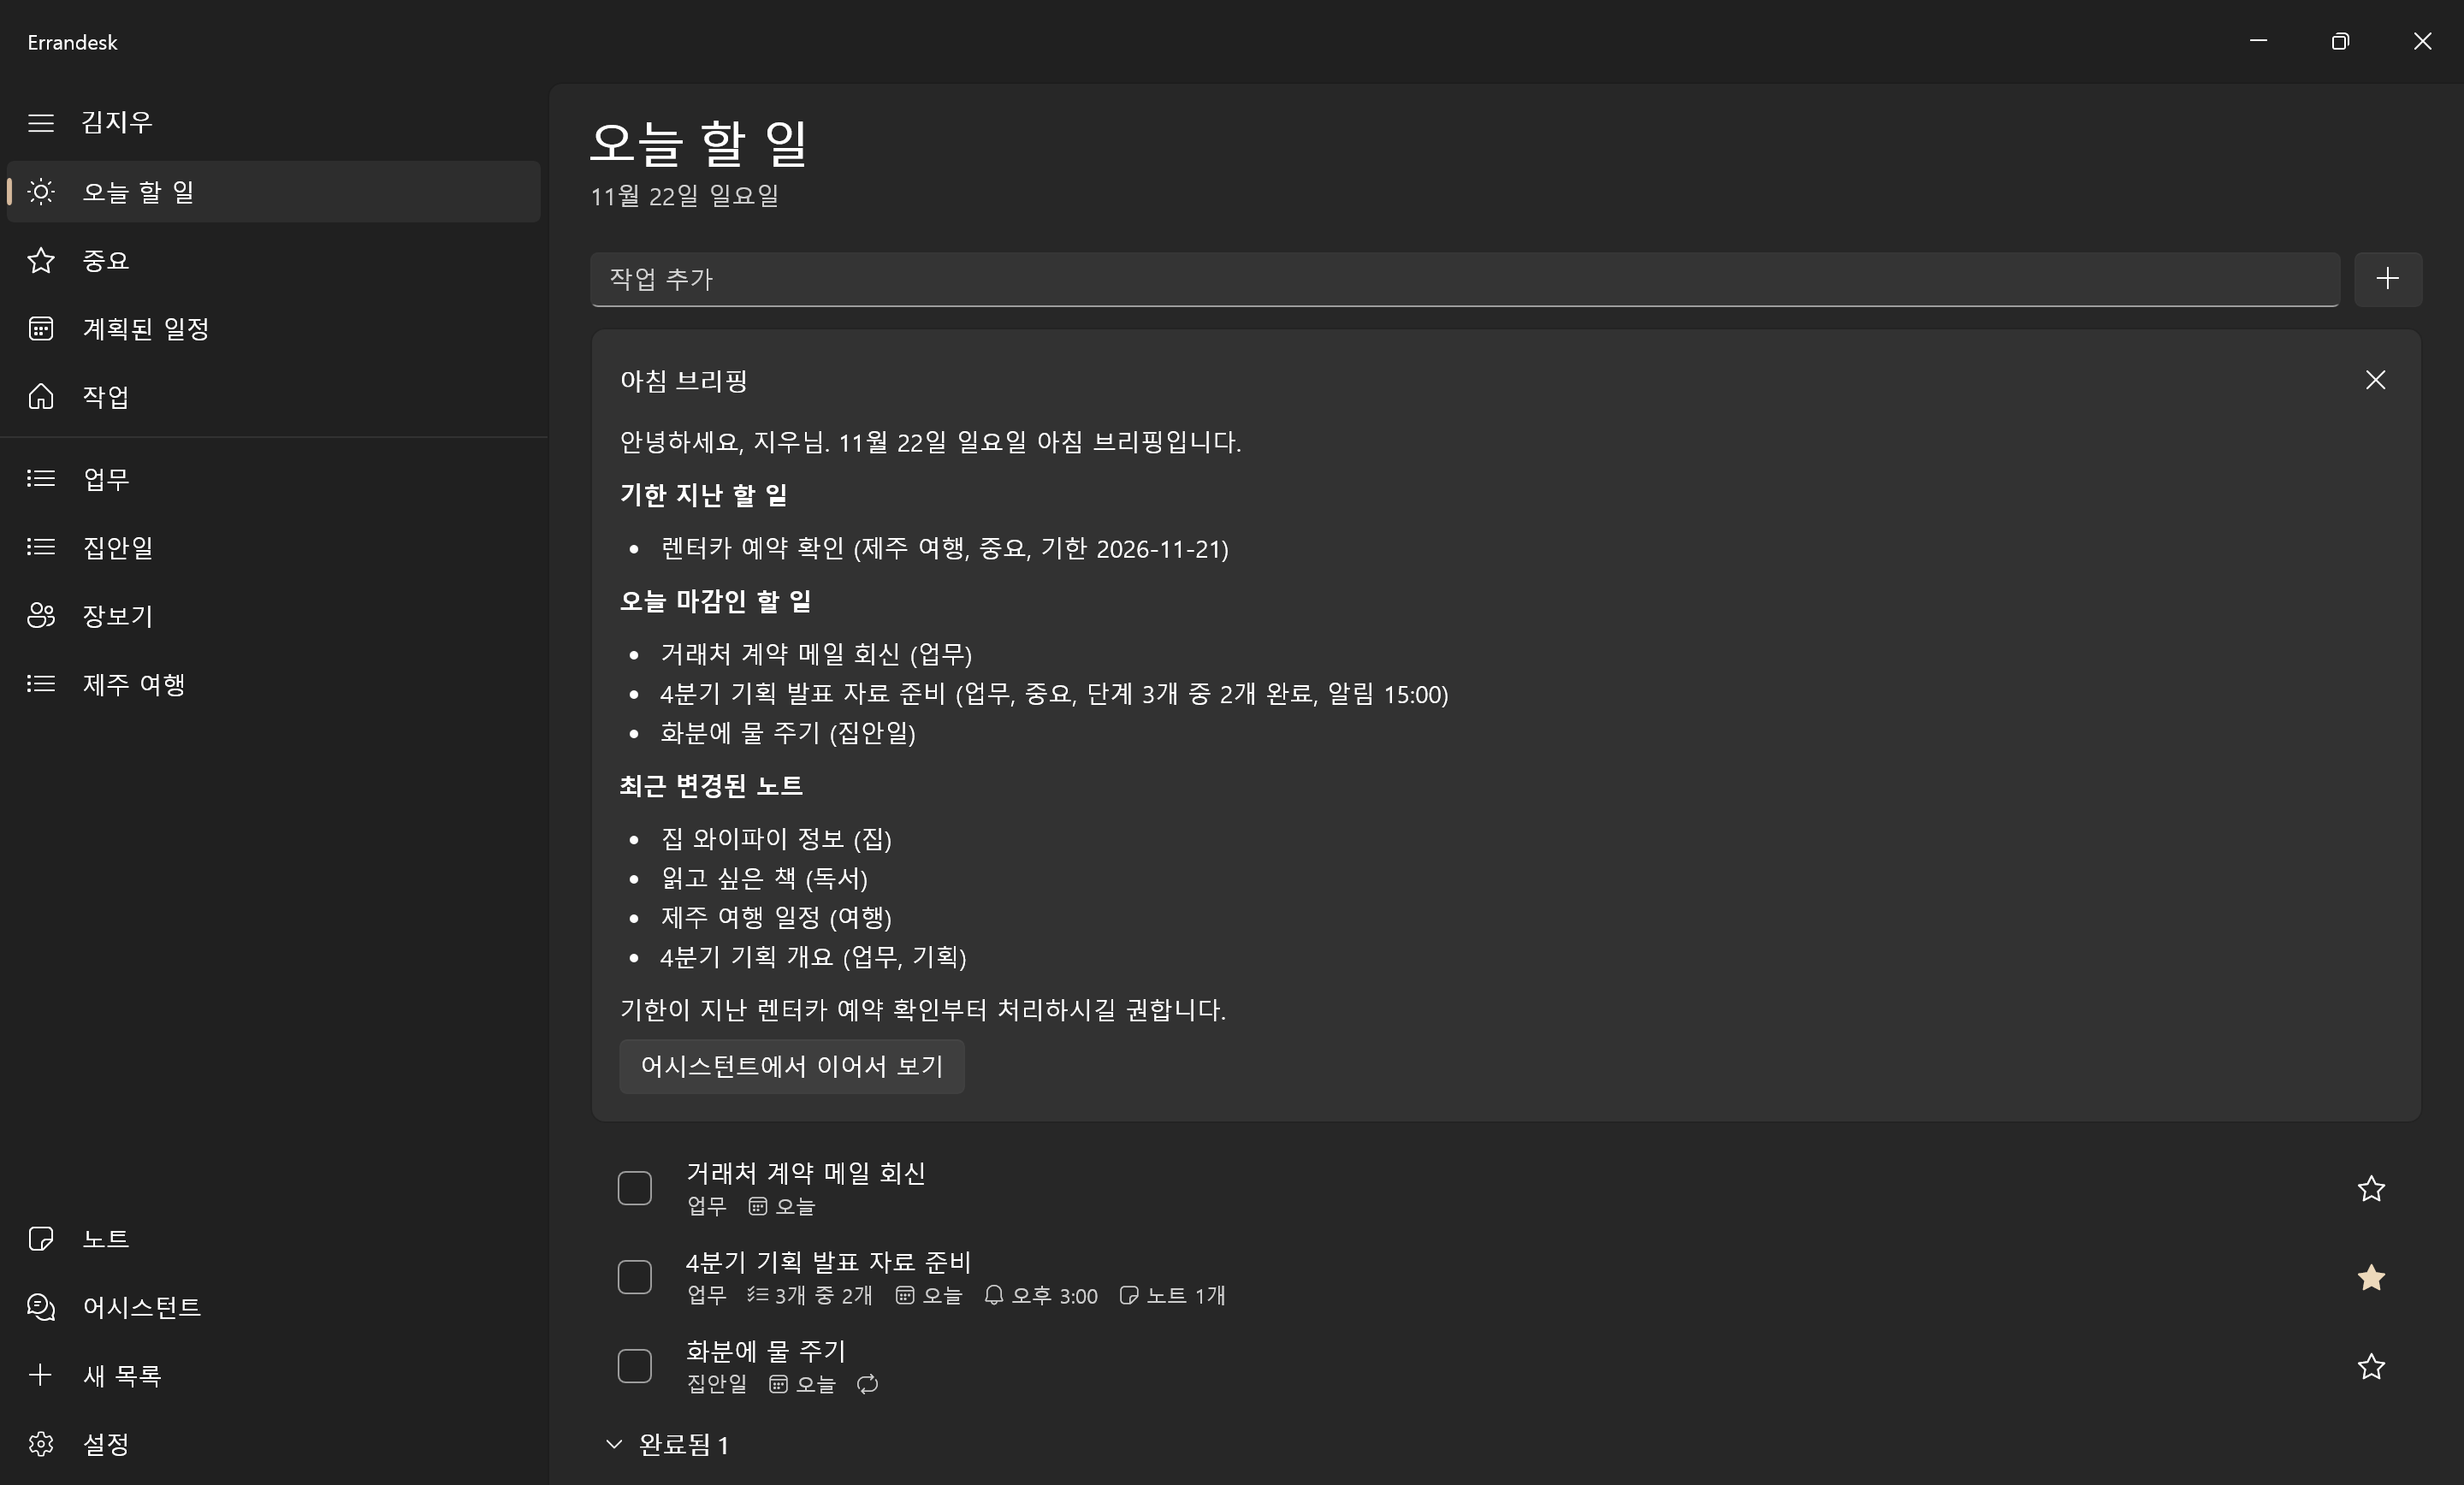 Errandesk
김지우
오늘 할 일
중요
계획된 일정
작업
업무
집안일
장보기
제주 여행
노트
어시스턴트
새 목록
설정
오늘 할 일
11월 22일 일요일
작업 추가
아침 브리핑
안녕하세요, 지우님. 11월 22일 일요일 아침 브리핑입니다.
기한 지난 할 일
• 렌터카 예약 확인 (제주 여행, 중요, 기한 2026-11-21)
오늘 마감인 할 일
• 거래처 계약 메일 회신 (업무)
• 4분기 기획 발표 자료 준비 (업무, 중요, 단계 3개 중 2개 완료, 알림 15:00)
• 화분에 물 주기 (집안일)
최근 변경된 노트
• 집 와이파이 정보 (집)
• 읽고 싶은 책 (독서)
• 제주 여행 일정 (여행)
• 4분기 기획 개요 (업무, 기획)
기한이 지난 렌터카 예약 확인부터 처리하시길 권합니다.
어시스턴트에서 이어서 보기
거래처 계약 메일 회신
업무 오늘
4분기 기획 발표 자료 준비
업무 3개 중 2개 오늘 오후 3:00 노트 1개
화분에 물 주기
집안일 오늘
완료됨 1